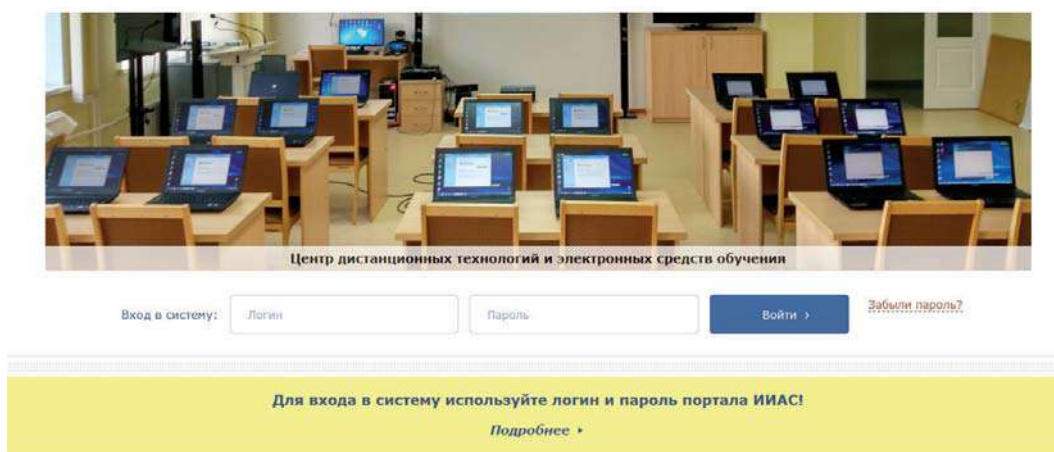 Центр дистанционных технологий и электронных средств обучения
Вход в систему: Логин Пароль Войти › Забыли пароль?
Для входа в систему используйте логин и пароль портала ИИАС!
Подробнее ▸